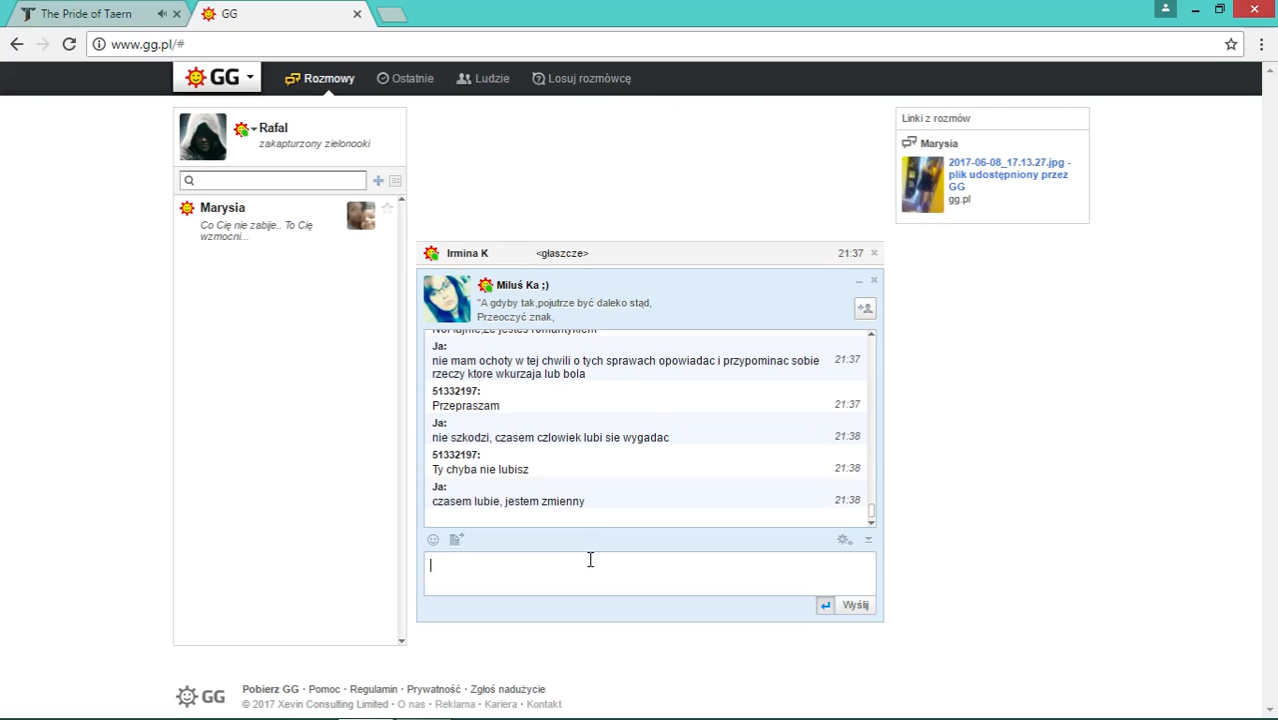 The Pride of Taern
GG
www.gg.pl/#
GG
Rozmowy
Ostatnie
Ludzie
Losuj rozmówcę
Rafal
zakapturzony zielonooki
Marysia
Co Cię nie zabije.. To Cię
wzmocni...
Irmina K
<głaszcze>
21:37
Miluś Ka ;)
"A gdyby tak,pojutrze być daleko stąd,
Przeoczyć znak,
Ja:
nie mam ochoty w tej chwili o tych sprawach opowiadac i przypominac sobie
21:37
rzeczy ktore wkurzaja lub bola
51332197:
Przepraszam
21:37
Ja:
nie szkodzi, czasem czlowiek lubi sie wygadac
21:38
51332197:
Ty chyba nie lubisz
21:38
Ja:
czasem lubie, jestem zmienny
21:38
Wyślij
Linki z rozmów
Marysia
2017-06-08_17.13.27.jpg -
plik udostępniony przez
GG
gg.pl
GG
Pobierz GG · Pomoc · Regulamin · Prywatność · Zgłoś nadużycie
© 2017 Xevin Consulting Limited · O nas · Reklama · Kariera · Kontakt